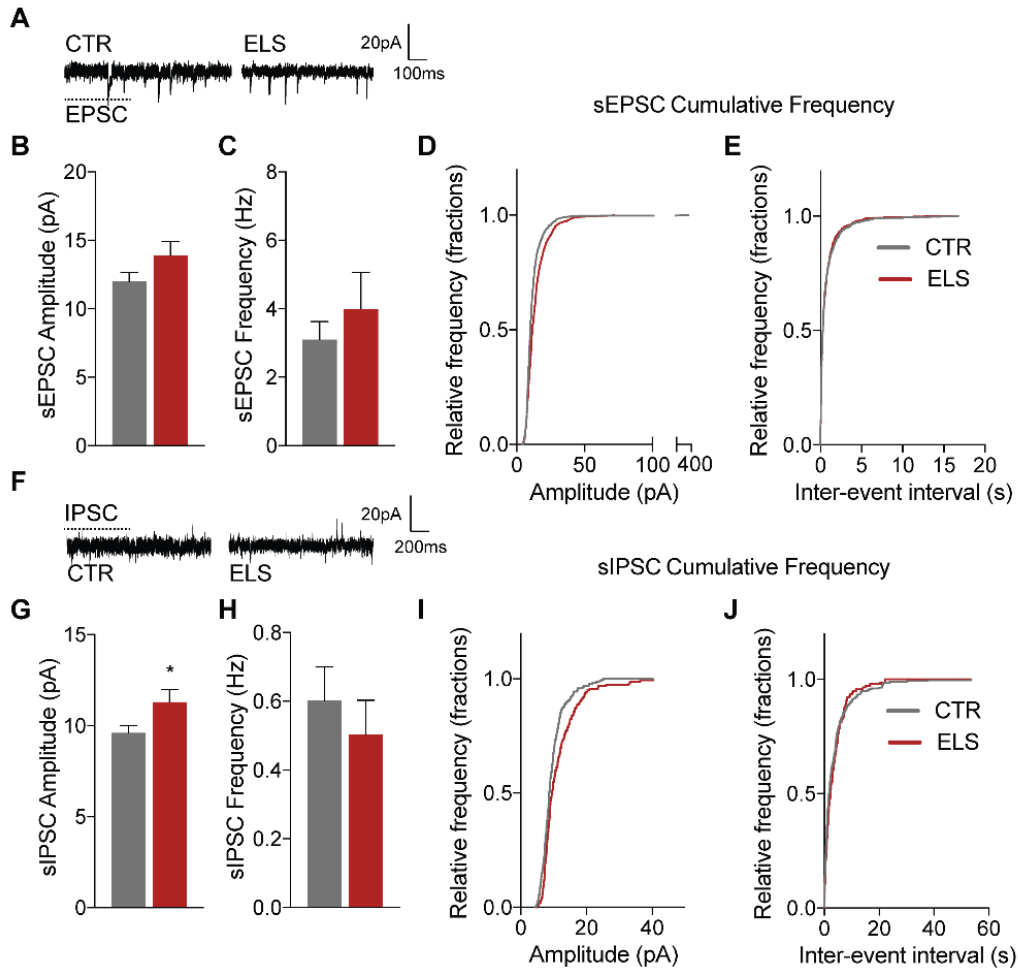 A
CTR
ELS
20pA
100ms
EPSC
sEPSC Cumulative Frequency
B
sEPSC Amplitude (pA)
20
15
10
5
0
C
sEPSC Frequency (Hz)
8
6
4
2
0
D
Relative frequency (fractions)
1.0
0.5
0.0
0
50
100
400
Amplitude (pA)
E
Relative frequency (fractions)
1.0
0.5
0.0
CTR
ELS
0
5
10
15
20
Inter-event interval (s)
F
IPSC
20pA
200ms
CTR
ELS
sIPSC Cumulative Frequency
G
sIPSC Amplitude (pA)
15
10
5
0
*
H
sIPSC Frequency (Hz)
0.8
0.6
0.4
0.2
0.0
I
Relative frequency (fractions)
1.0
0.5
0.0
0
20
40
Amplitude (pA)
J
Relative frequency (fractions)
1.0
0.5
0.0
CTR
ELS
0
20
40
60
Inter-event interval (s)